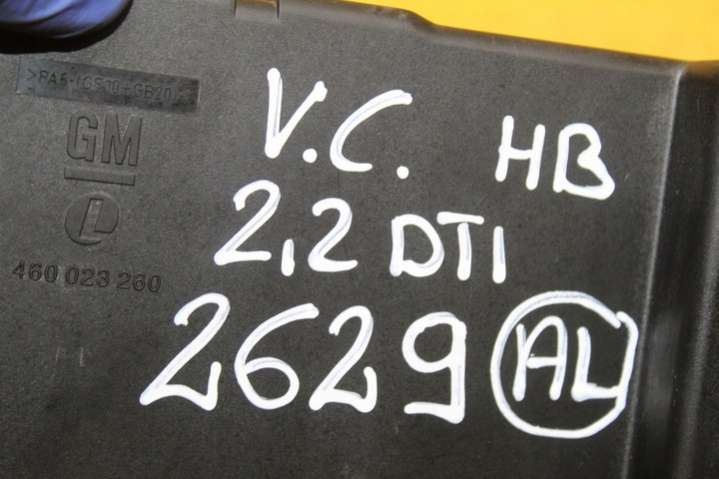 GM
L
460 023 260
V.C. HB
2,2 DTI
2629 AL